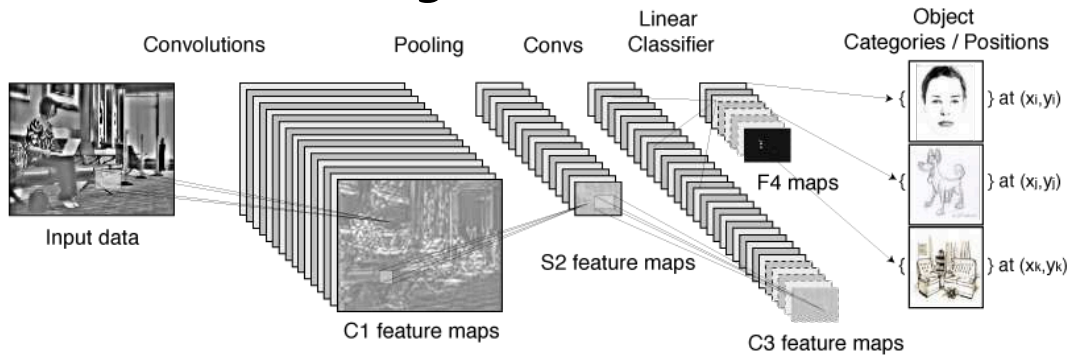 Convolutions
Pooling
Convs
Linear
Classifier
Object
Categories / Positions
{ } at (xi,yi)
{ } at (xj,yj)
{ } at (xk,yk)
Input data
C1 feature maps
S2 feature maps
C3 feature maps
F4 maps